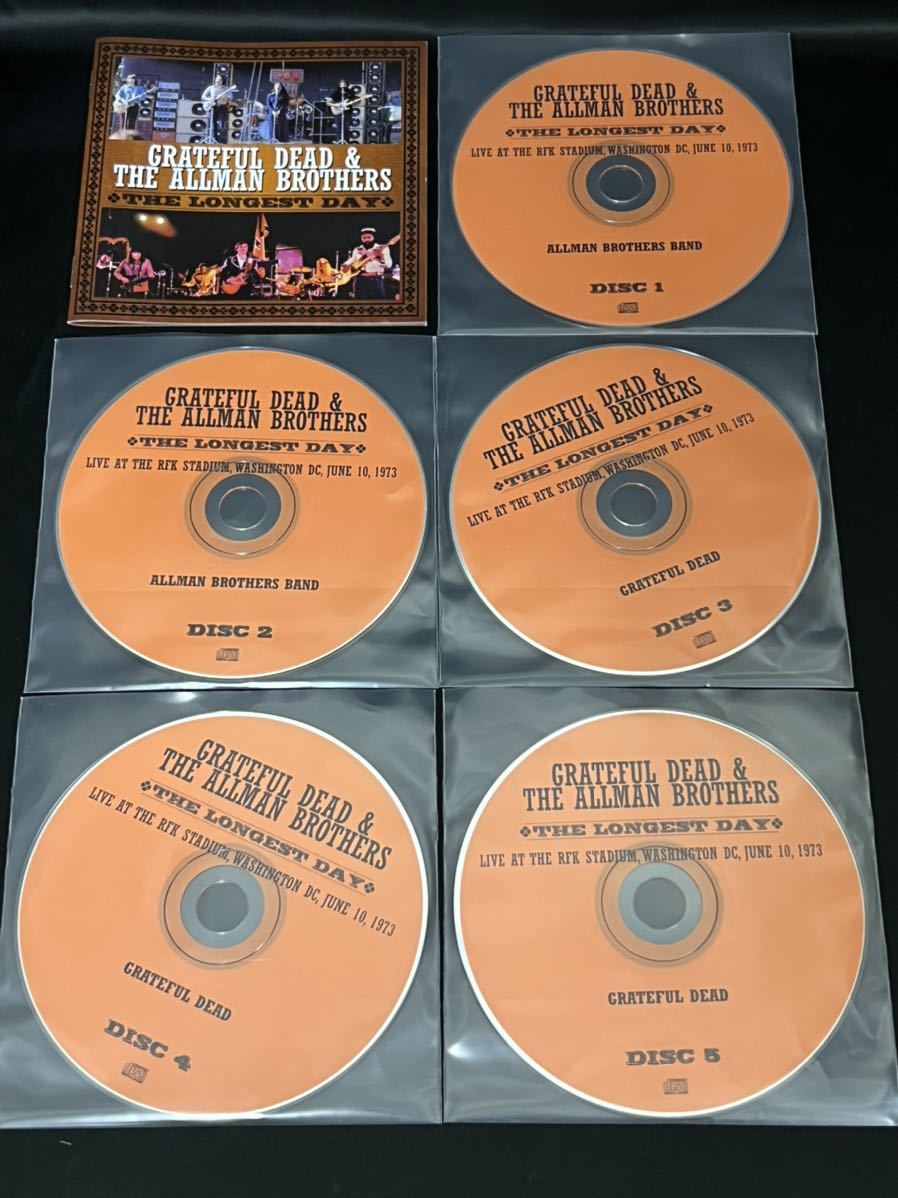 GRATEFUL DEAD &
THE ALLMAN BROTHERS
THE LONGEST DAY
GRATEFUL DEAD &
THE ALLMAN BROTHERS
THE LONGEST DAY
LIVE AT THE RFK STADIUM, WASHINGTON DC, JUNE 10, 1973
ALLMAN BROTHERS BAND
DISC 1
GRATEFUL DEAD &
THE ALLMAN BROTHERS
THE LONGEST DAY
LIVE AT THE RFK STADIUM, WASHINGTON DC, JUNE 10, 1973
ALLMAN BROTHERS BAND
DISC 2
GRATEFUL DEAD &
THE ALLMAN BROTHERS
THE LONGEST DAY
LIVE AT THE RFK STADIUM, WASHINGTON DC, JUNE 10, 1973
GRATEFUL DEAD
DISC 3
GRATEFUL DEAD &
THE ALLMAN BROTHERS
THE LONGEST DAY
LIVE AT THE RFK STADIUM, WASHINGTON DC, JUNE 10, 1973
GRATEFUL DEAD
DISC 4
GRATEFUL DEAD &
THE ALLMAN BROTHERS
THE LONGEST DAY
LIVE AT THE RFK STADIUM, WASHINGTON DC, JUNE 10, 1973
GRATEFUL DEAD
DISC 5